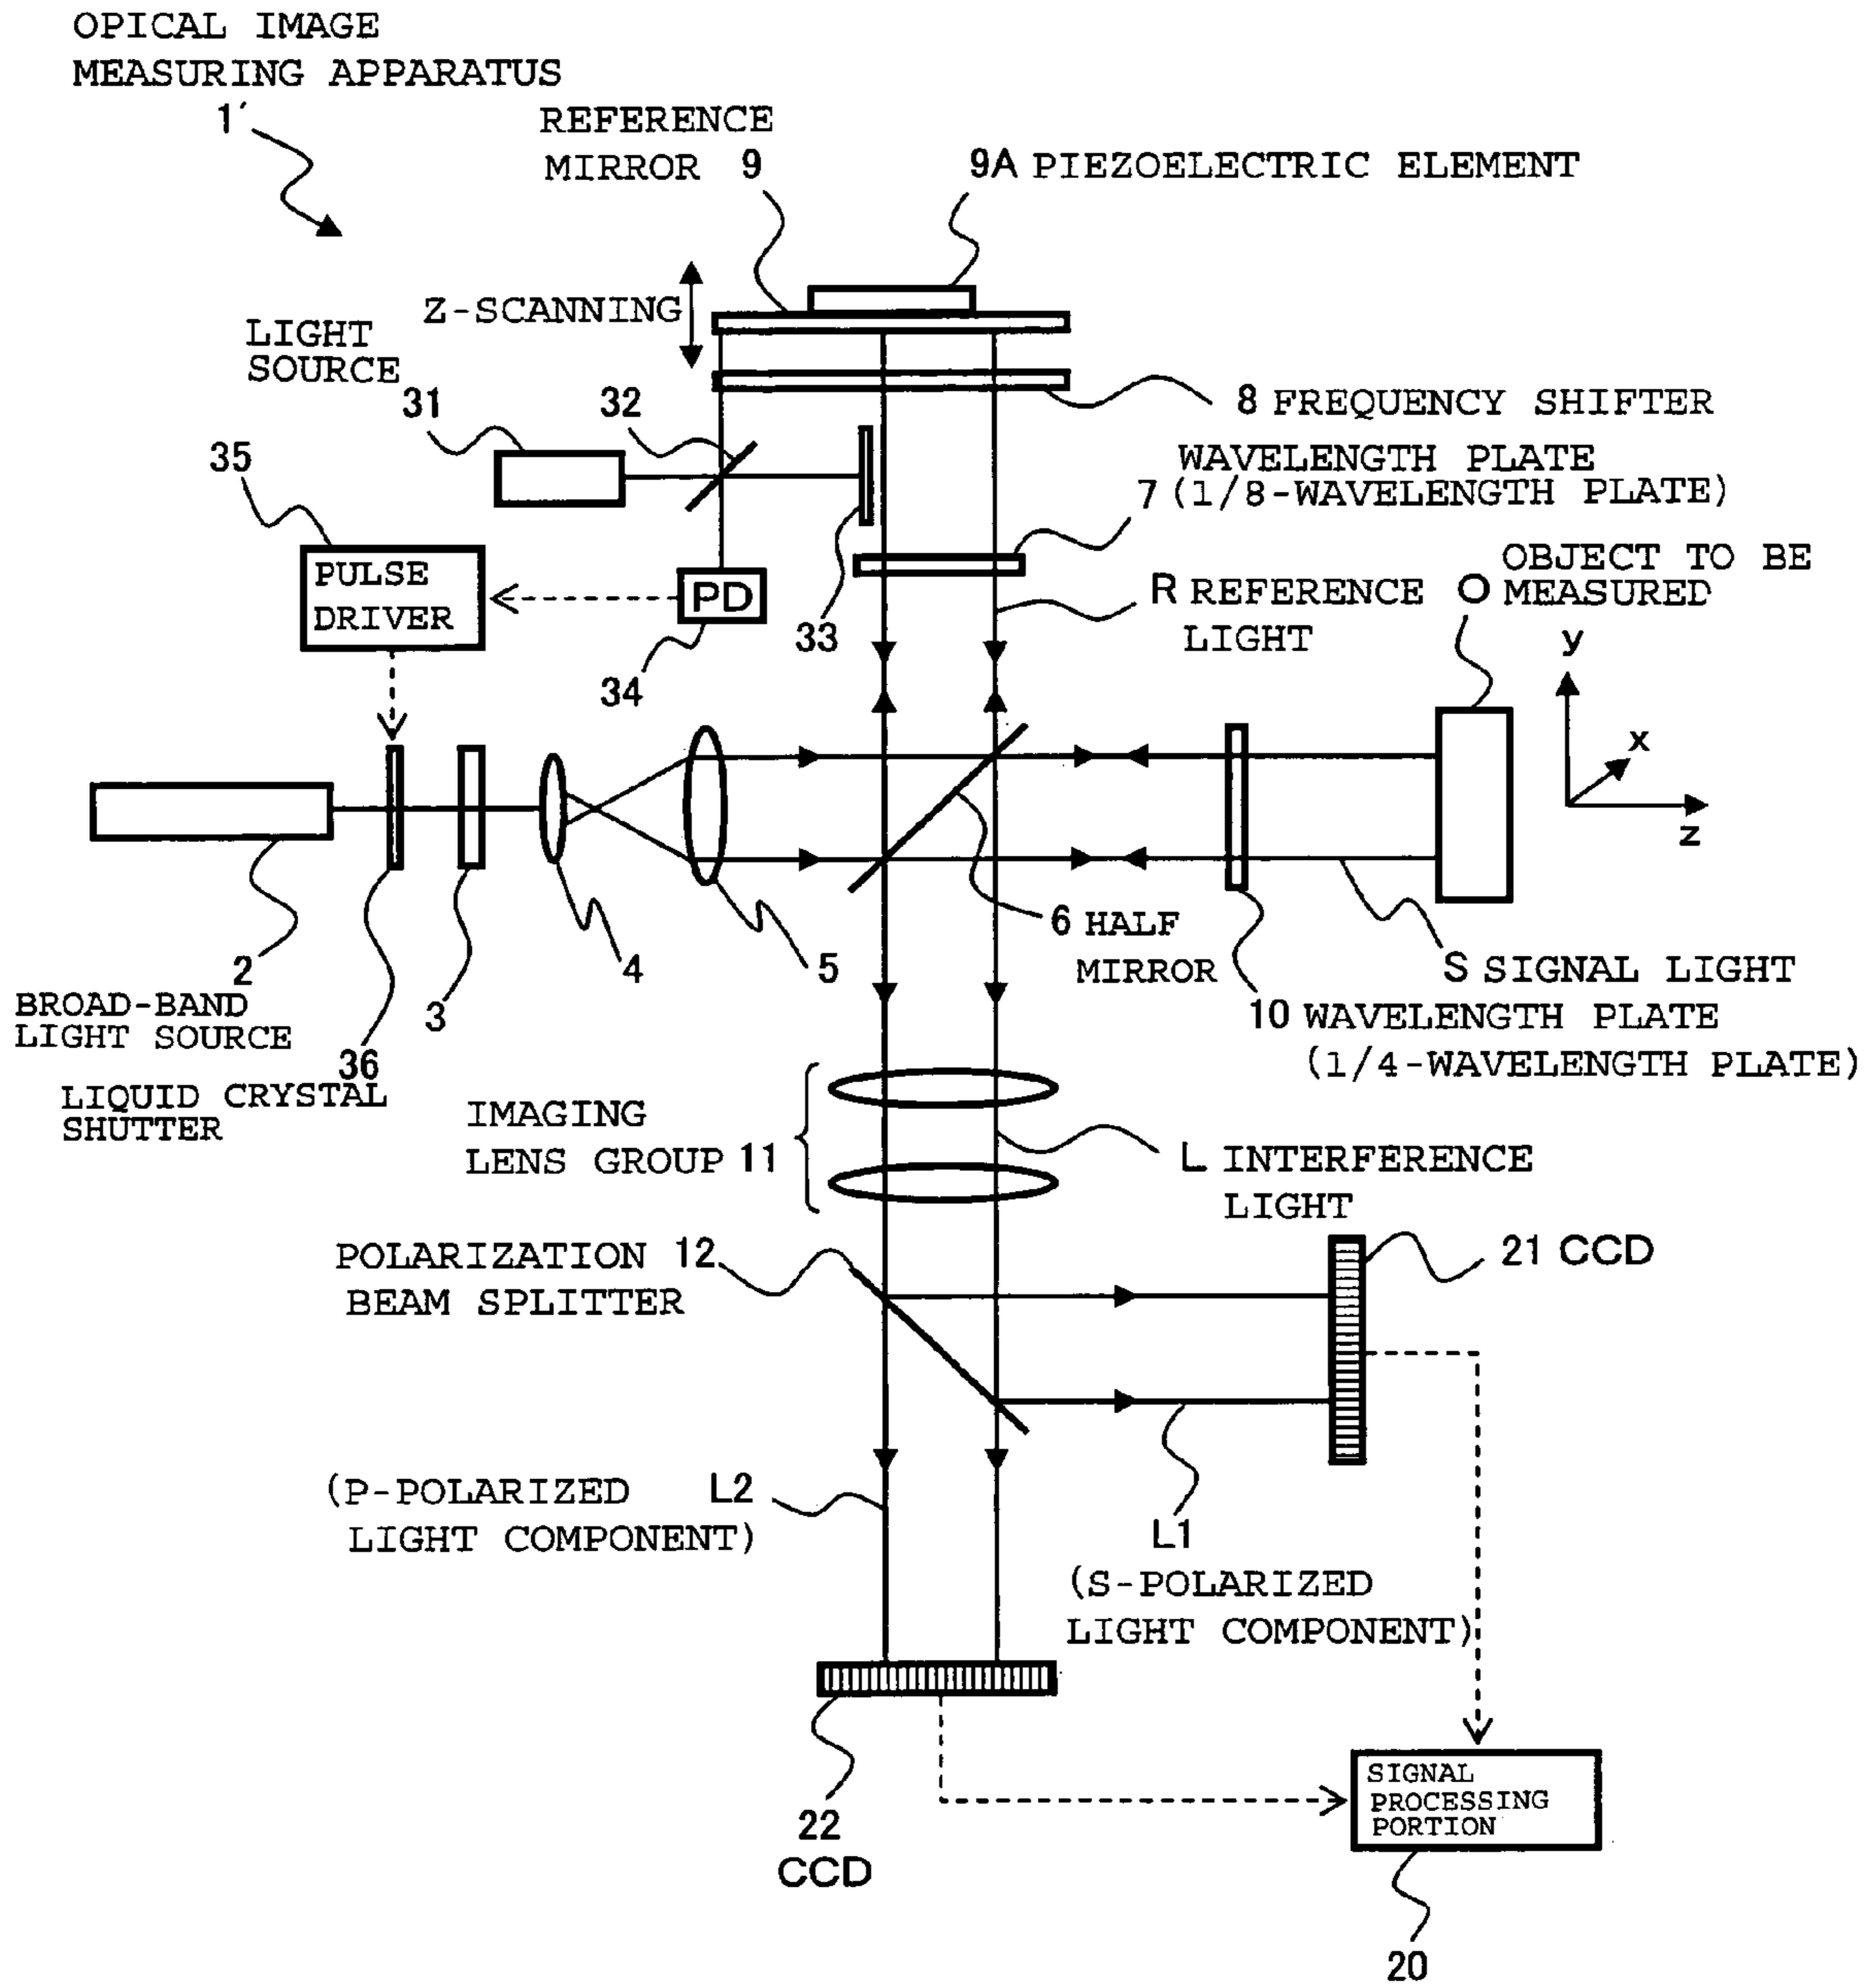 OPICAL IMAGE
MEASURING APPARATUS
1′
REFERENCE
MIRROR 9
9A PIEZOELECTRIC ELEMENT
Z-SCANNING
LIGHT
SOURCE
31
32
8 FREQUENCY SHIFTER
35
WAVELENGTH PLATE
7 (1/8-WAVELENGTH PLATE)
PULSE
DRIVER
PD
33
34
R REFERENCE
LIGHT
O OBJECT TO BE
MEASURED
y
x
z
2
BROAD-BAND
LIGHT SOURCE
36
LIQUID CRYSTAL
SHUTTER
3
4
5
6 HALF
MIRROR
S SIGNAL LIGHT
10 WAVELENGTH PLATE
(1/4-WAVELENGTH PLATE)
IMAGING
LENS GROUP 11
L INTERFERENCE
LIGHT
POLARIZATION 12
BEAM SPLITTER
21 CCD
(P-POLARIZED L2
LIGHT COMPONENT)
L1
(S-POLARIZED
LIGHT COMPONENT)
22
CCD
SIGNAL
PROCESSING
PORTION
20